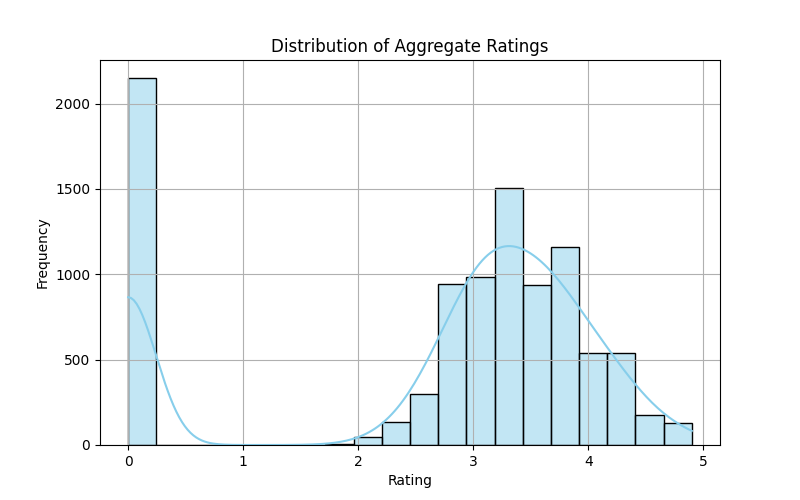 Distribution of Aggregate Ratings
2000
1500
1000
500
0
Frequency
0 1 2 3 4 5
Rating